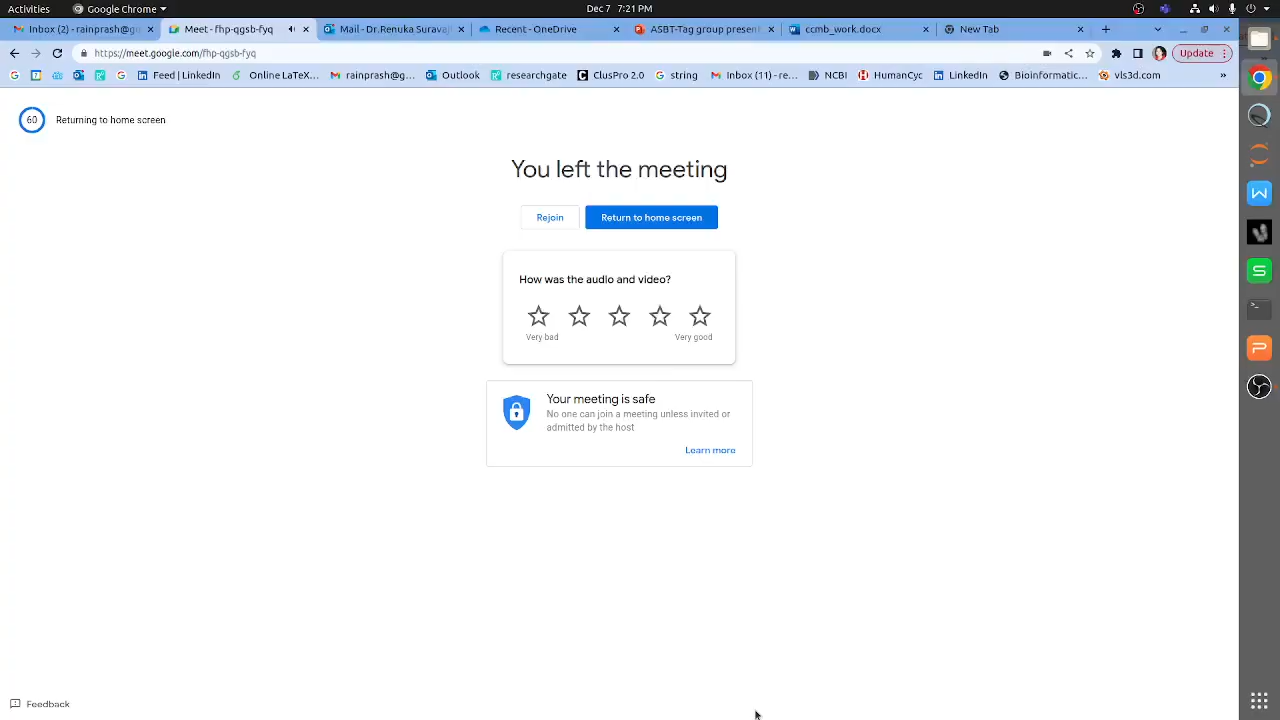 Activities
Google Chrome
Dec 7 7:21 PM
Inbox (2) - rainprash@go
Meet - fhp-qgsb-fyq
Mail - Dr.Renuka Suravaj
Recent - OneDrive
ASBT-Tag group present
ccmb_work.docx
New Tab
https://meet.google.com/fhp-qgsb-fyq
Update
Feed | LinkedIn
Online LaTeX...
rainprash@g...
Outlook
researchgate
ClusPro 2.0
string
Inbox (11) - re...
NCBI
HumanCyc
LinkedIn
Bioinformatic...
vls3d.com
»
60
Returning to home screen
You left the meeting
Rejoin
Return to home screen
How was the audio and video?
Very bad
Very good
Your meeting is safe
No one can join a meeting unless invited or
admitted by the host
Learn more
Feedback